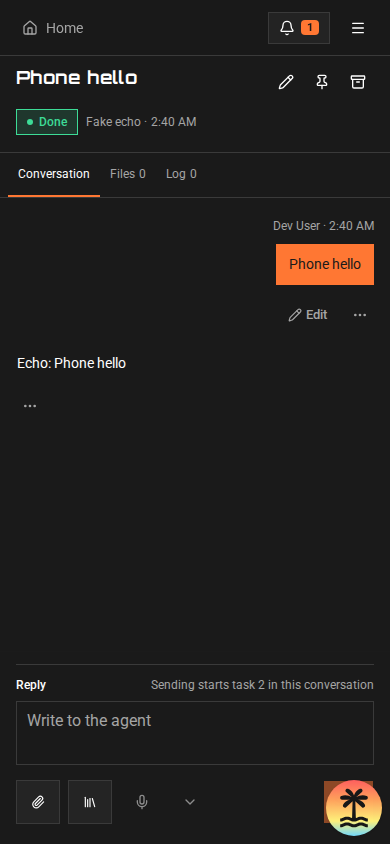 Home
1
Phone hello
Done
Fake echo · 2:40 AM
Conversation
Files 0
Log 0
Dev User · 2:40 AM
Phone hello
Edit
Echo: Phone hello
Reply
Sending starts task 2 in this conversation
Write to the agent